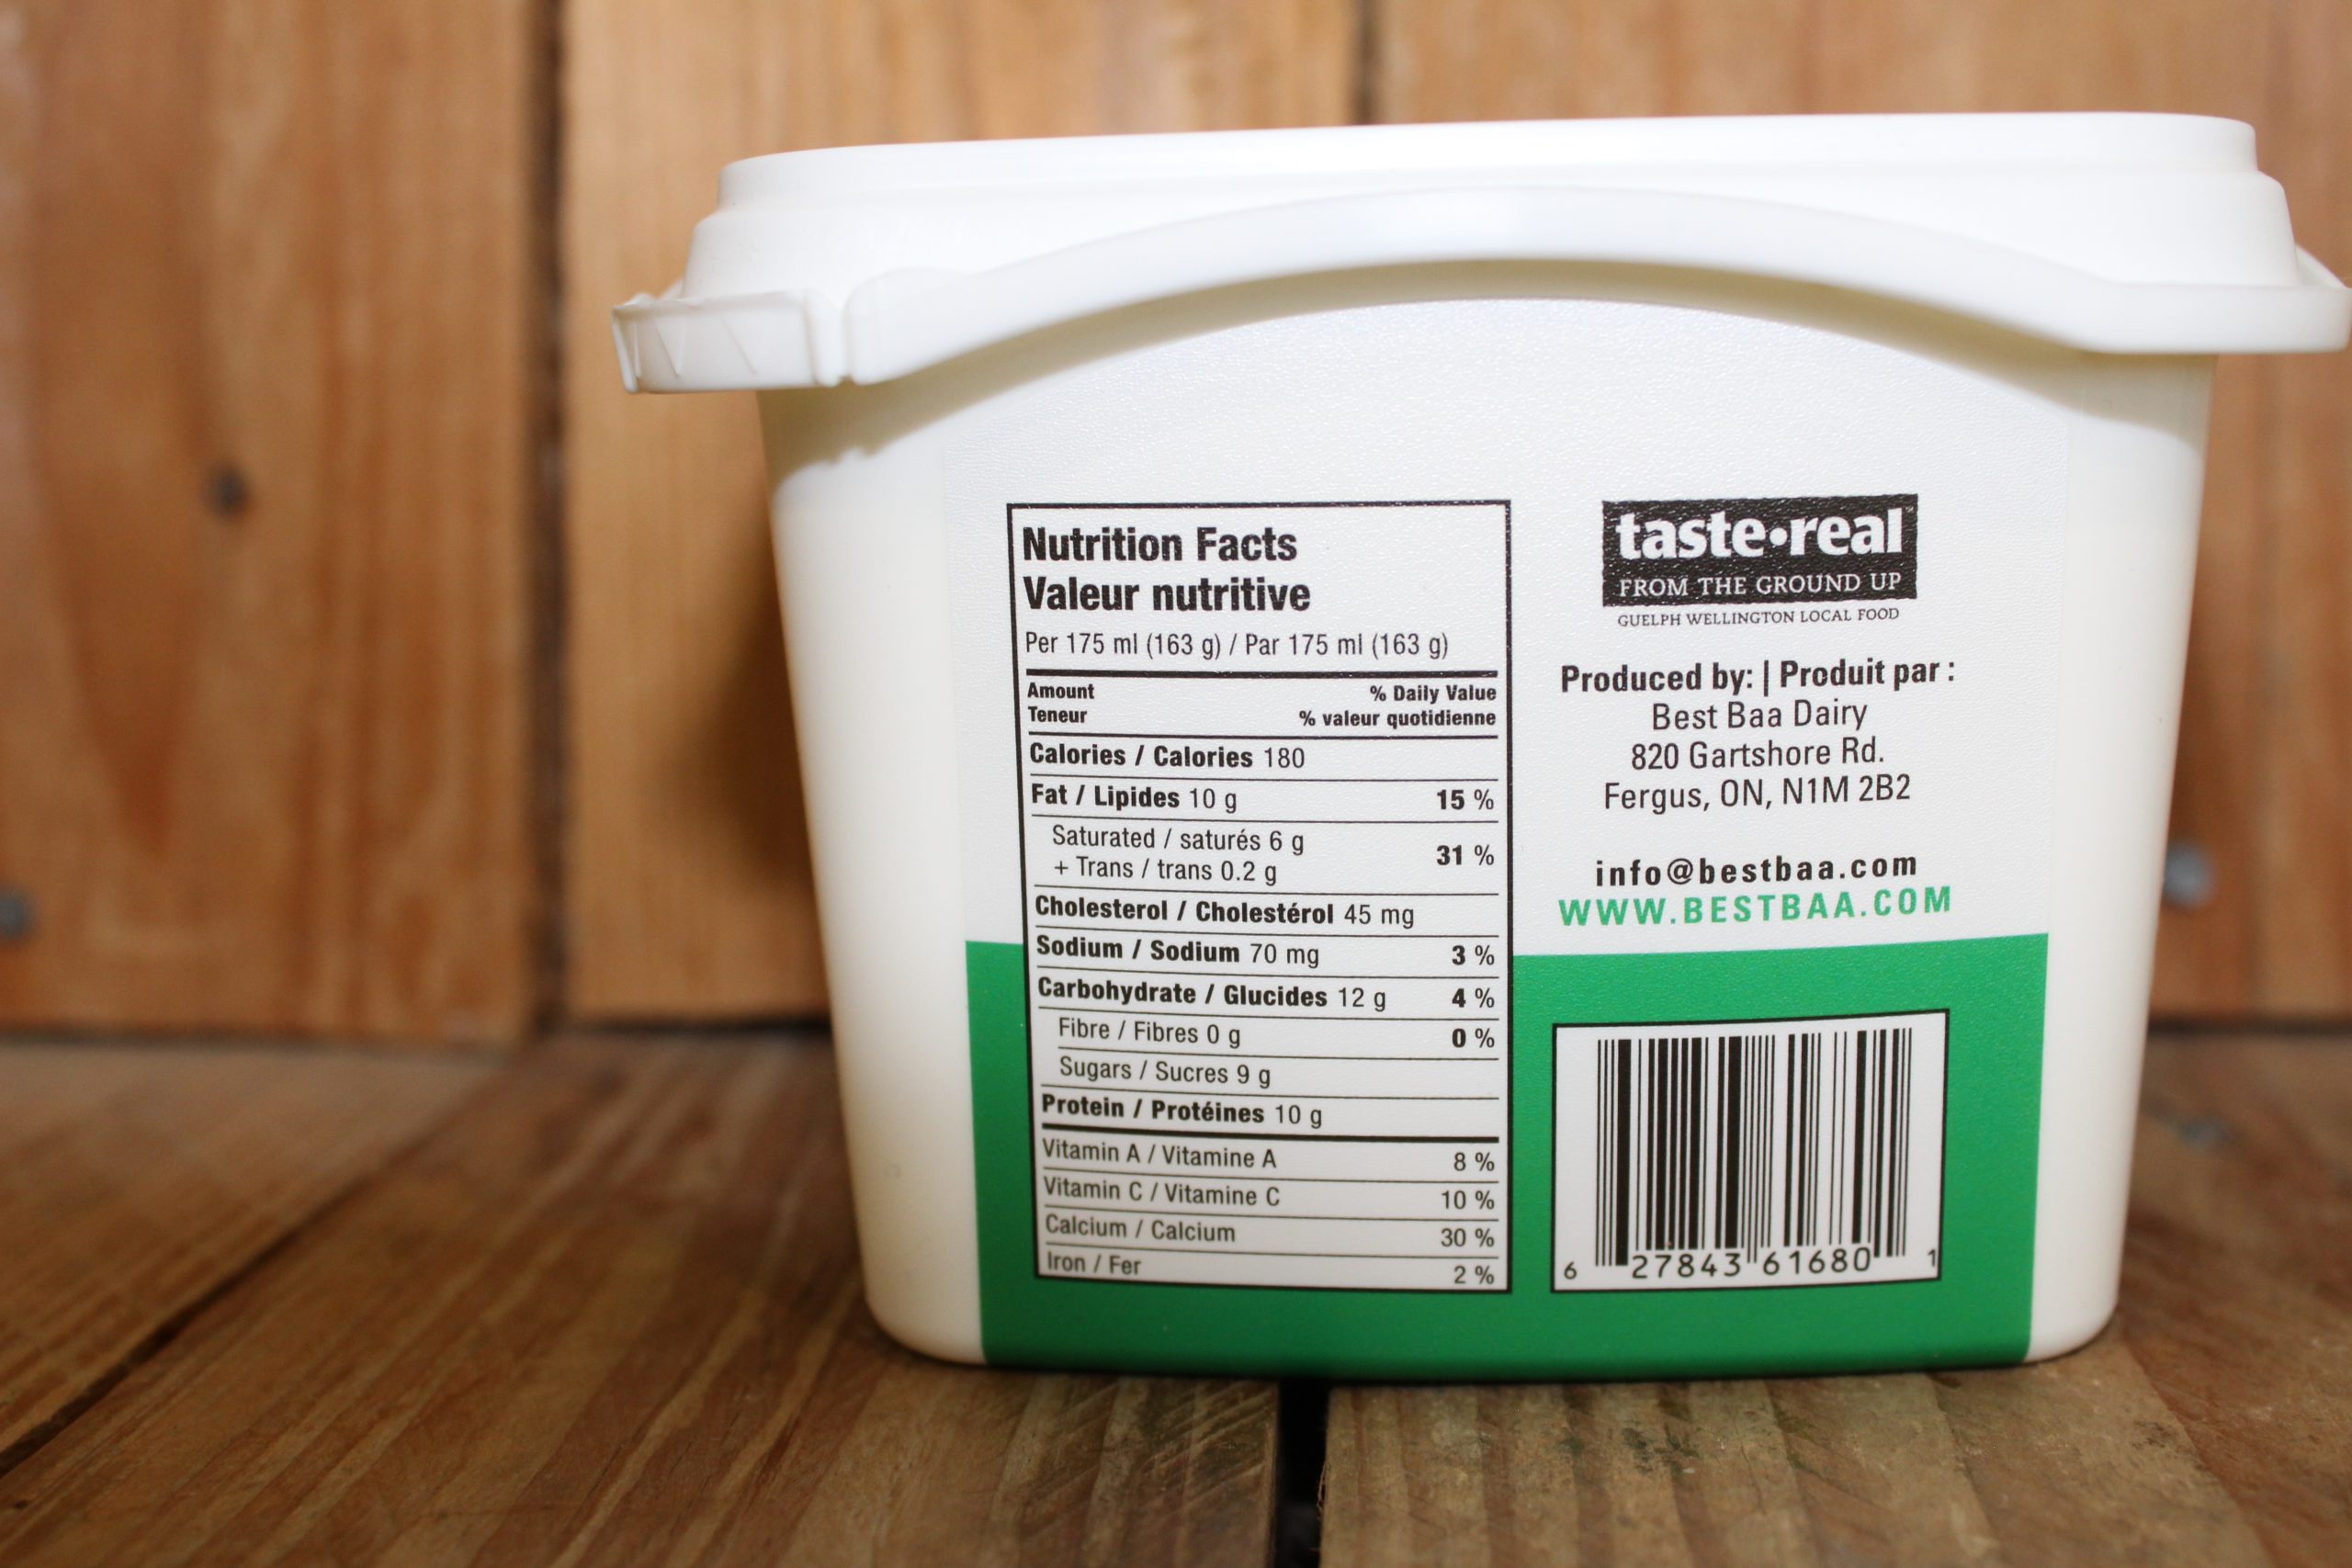 Nutrition Facts
Valeur nutritive
Per 175 ml (163 g) / Par 175 ml (163 g)
Amount % Daily Value
Teneur % valeur quotidienne
Calories / Calories 180
Fat / Lipides 10 g 15 %
Saturated / saturés 6 g
+ Trans / trans 0.2 g 31 %
Cholesterol / Cholestérol 45 mg
Sodium / Sodium 70 mg 3 %
Carbohydrate / Glucides 12 g 4 %
Fibre / Fibres 0 g 0 %
Sugars / Sucres 9 g
Protein / Protéines 10 g
Vitamin A / Vitamine A 8 %
Vitamin C / Vitamine C 10 %
Calcium / Calcium 30 %
Iron / Fer 2 %
taste•real
FROM THE GROUND UP
GUELPH WELLINGTON LOCAL FOOD
Produced by: | Produit par :
Best Baa Dairy
820 Gartshore Rd.
Fergus, ON, N1M 2B2
info@bestbaa.com
WWW.BESTBAA.COM
6 27843 61680 1